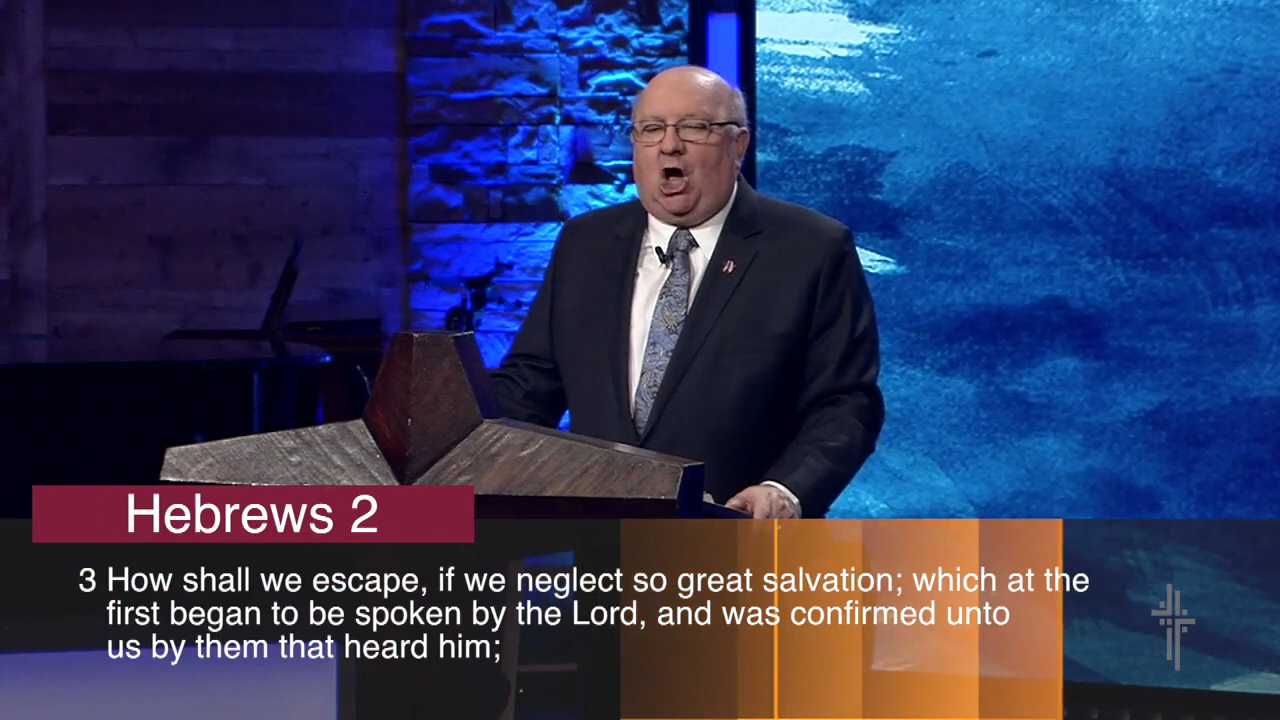 Hebrews 2
3 How shall we escape, if we neglect so great salvation; which at the
first began to be spoken by the Lord, and was confirmed unto
us by them that heard him;